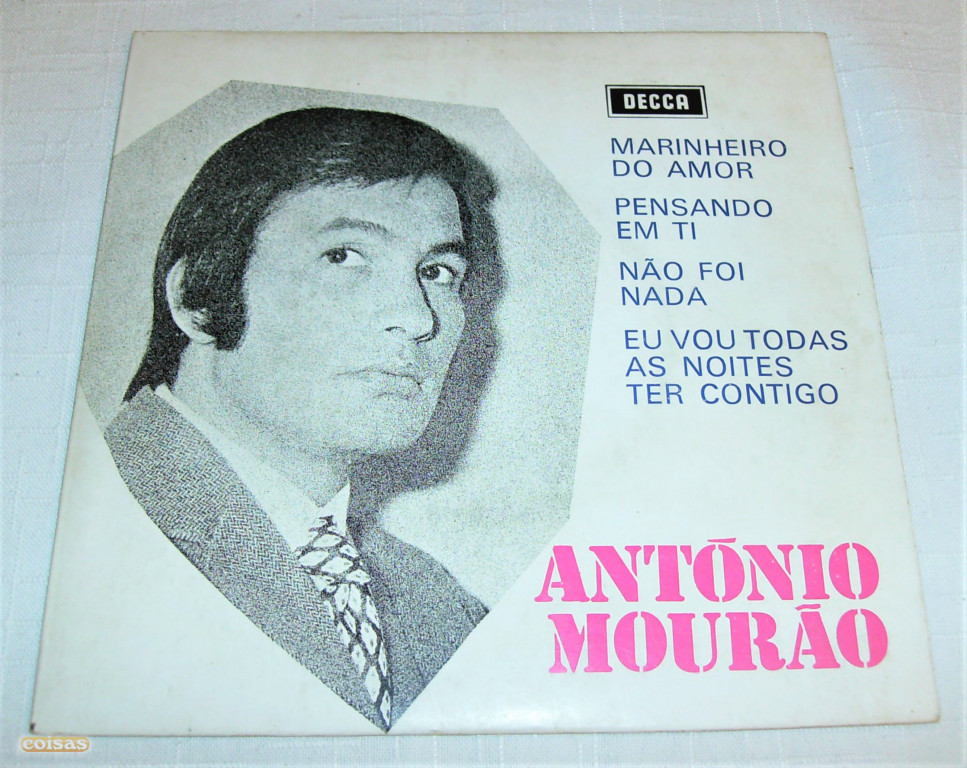 DECCA
MARINHEIRO
DO AMOR
PENSANDO
EM TI
NÃO FOI
NADA
EU VOU TODAS
AS NOITES
TER CONTIGO
ANTÓNIO
MOURÃO
coisas